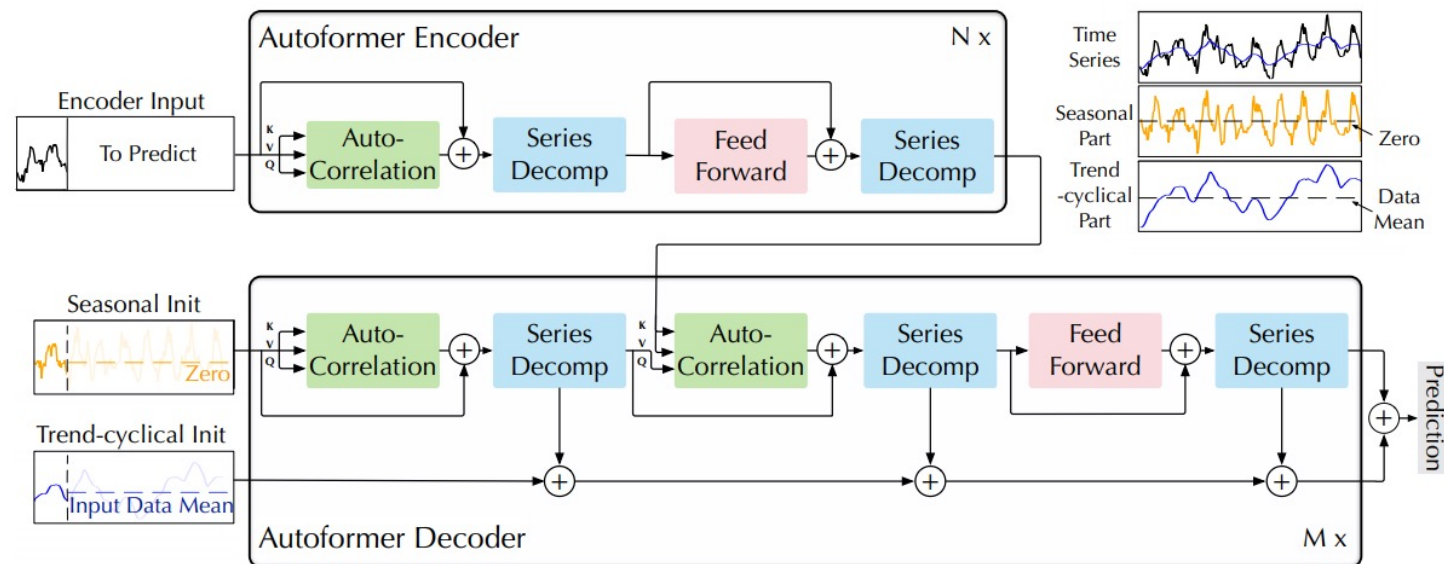 Autoformer Encoder
N x
Encoder Input
To Predict
K
V
Q
Auto-
Correlation
+
Series
Decomp
Feed
Forward
+
Series
Decomp
Time
Series
Seasonal
Part
Zero
Trend
-cyclical
Part
Data
Mean
Seasonal Init
Zero
K
V
Q
Auto-
Correlation
+
Series
Decomp
K
V
Q
Auto-
Correlation
+
Series
Decomp
Feed
Forward
+
Series
Decomp
+
Prediction
Trend-cyclical Init
Input Data Mean
+
+
+
Autoformer Decoder
M x